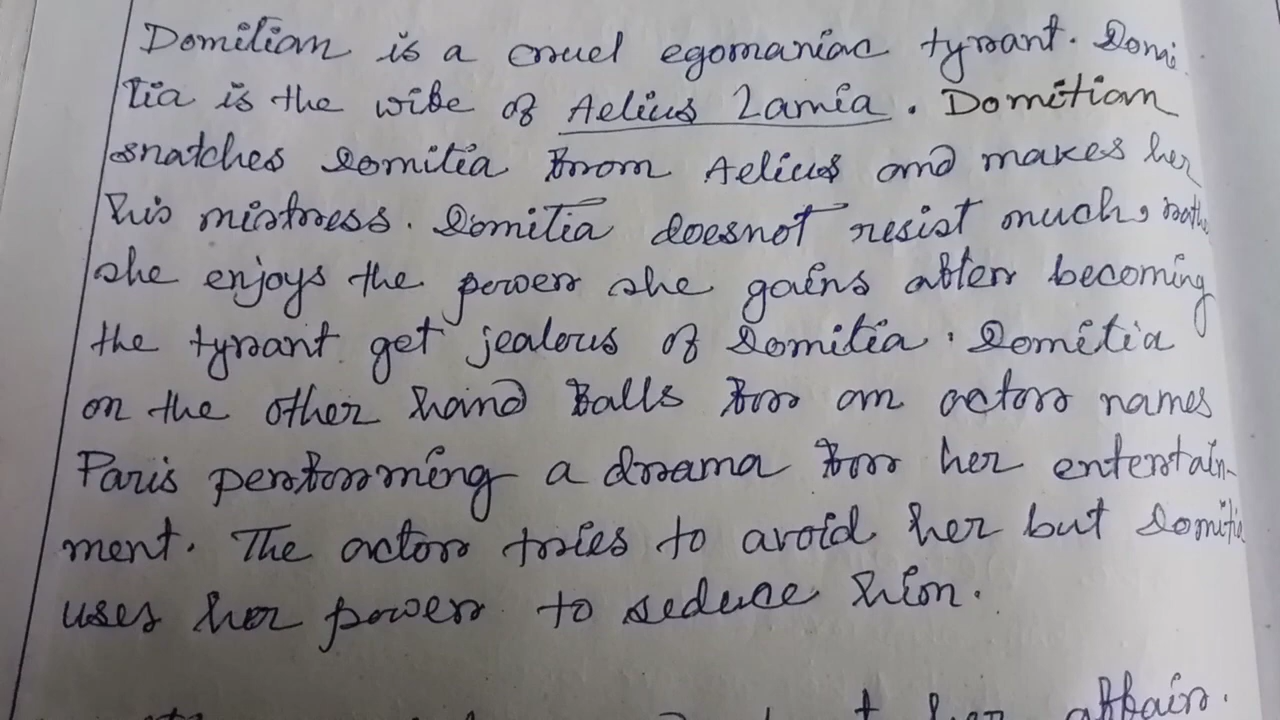 Domitian is a cruel egomaniac tyrant. Domi
tia is the wife of Aelius Lamia. Domitian
snatches Domitia from Aelius and makes her
his mistress. Domitia doesnot resist much, rathe
she enjoys the power she gains after becoming
the tyrant get jealous of Domitia. Domitia
on the other hand falls for an actor names
Paris performing a drama for her entertain-
ment. The actor tries to avoid her but Domitia
uses her power to seduce him.
her affair.